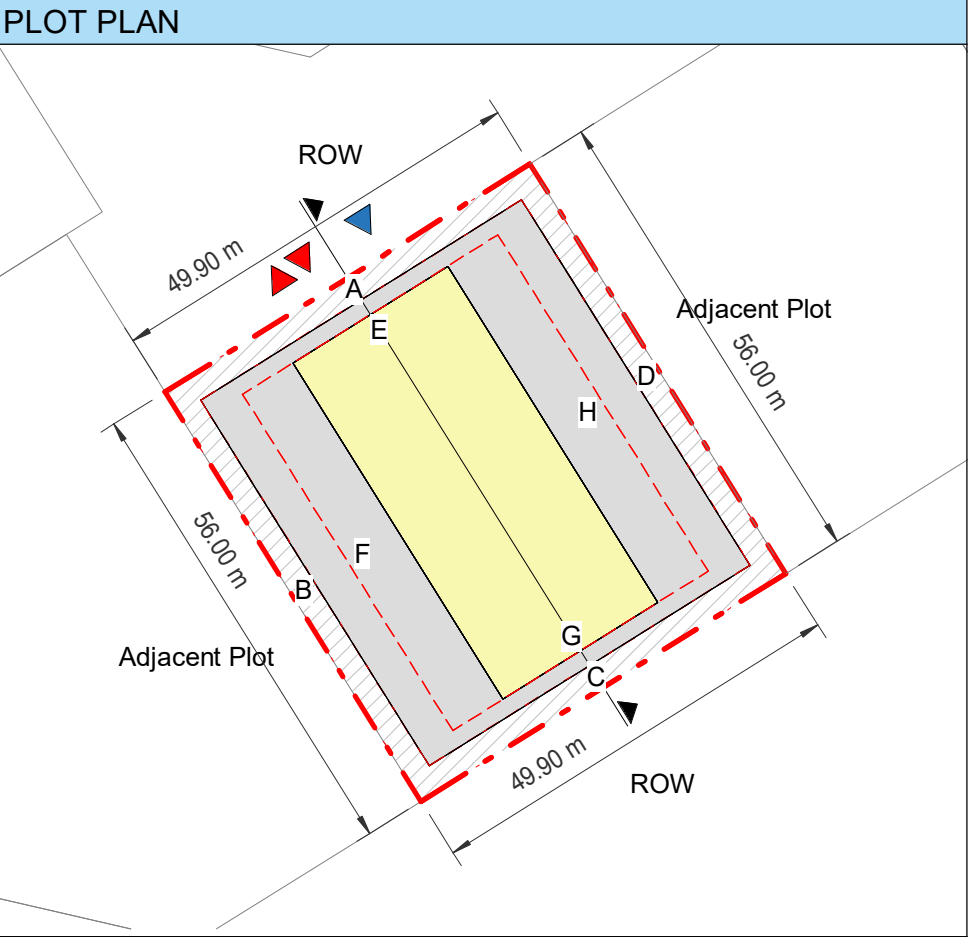 PLOT PLAN
ROW
49.90 m
A
E
Adjacent Plot
56.00 m
D
H
56.00 m
F
B
G
Adjacent Plot
C
49.90 m
ROW